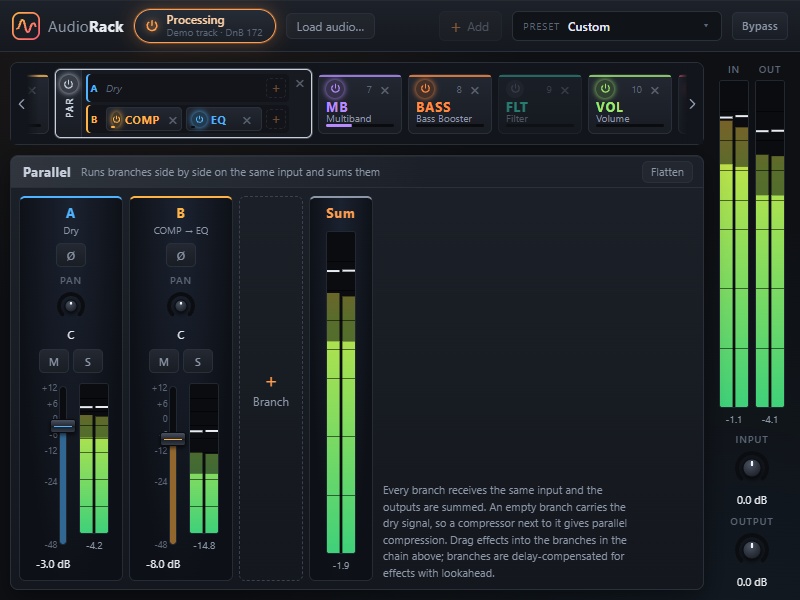 AudioRack
Processing
Demo track · DnB 172
Load audio...
+ Add
PRESET Custom
Bypass
PAR
A Dry
B COMP EQ
7
MB
Multiband
8
BASS
Bass Booster
9
FLT
Filter
10
VOL
Volume
IN OUT
Parallel Runs branches side by side on the same input and sums them
Flatten
A
Dry
Ø
PAN
C
M S
+12
+6
0
-6
-12
-24
-48
-4.2
-3.0 dB
B
COMP → EQ
Ø
PAN
C
M S
+12
+6
0
-12
-24
-48
-14.8
-8.0 dB
+
Branch
Sum
-1.9
Every branch receives the same input and the
outputs are summed. An empty branch carries the
dry signal, so a compressor next to it gives parallel
compression. Drag effects into the branches in the
chain above; branches are delay-compensated for
effects with lookahead.
-1.1 -4.1
INPUT
0.0 dB
OUTPUT
0.0 dB